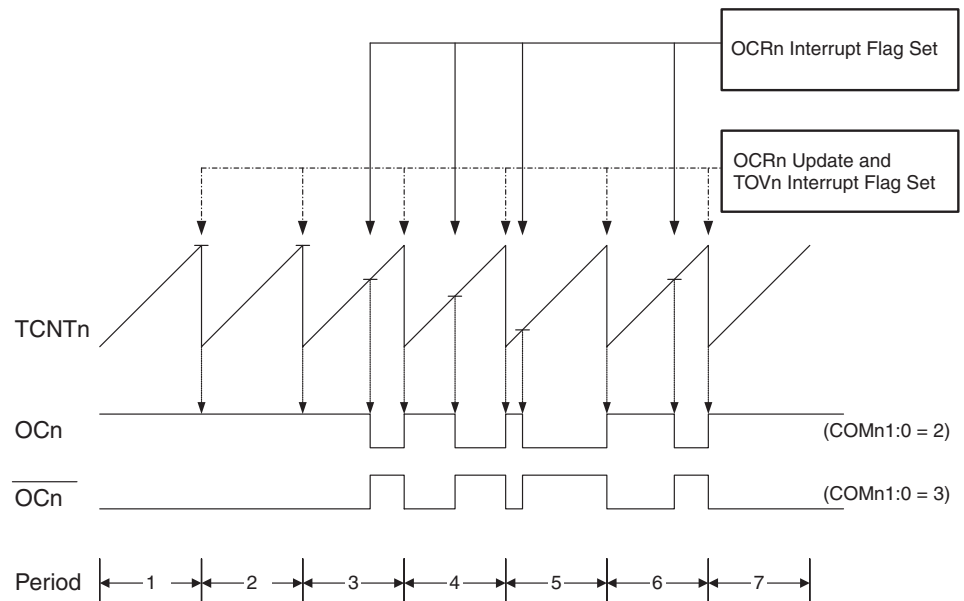 OCRn Interrupt Flag Set
OCRn Update and
TOVn Interrupt Flag Set
TCNTn
OCn
(COMn1:0 = 2)
OCn
(COMn1:0 = 3)
Period 1 2 3 4 5 6 7